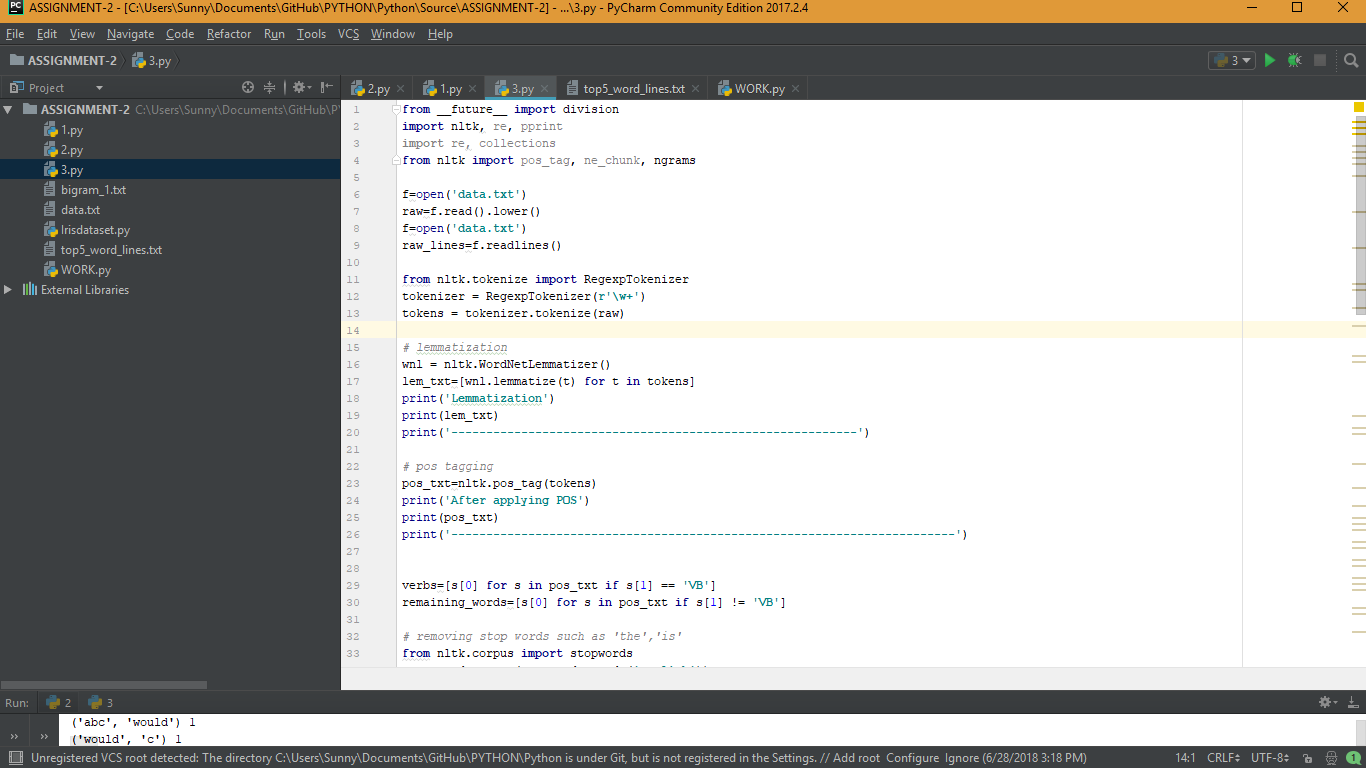 PC ASSIGNMENT-2 - [C:\Users\Sunny\Documents\GitHub\PYTHON\Python\Source\ASSIGNMENT-2] - ...\3.py - PyCharm Community Edition 2017.2.4
File Edit View Navigate Code Refactor Run Tools VCS Window Help
ASSIGNMENT-2 3.py 3
Project 2.py 1.py 3.py top5_word_lines.txt WORK.py
ASSIGNMENT-2 C:\Users\Sunny\Documents\GitHub\P
1.py
2.py
3.py
bigram_1.txt
data.txt
Irisdataset.py
top5_word_lines.txt
WORK.py
External Libraries
1 from __future__ import division
2 import nltk, re, pprint
3 import re, collections
4 from nltk import pos_tag, ne_chunk, ngrams
5
6 f=open('data.txt')
7 raw=f.read().lower()
8 f=open('data.txt')
9 raw_lines=f.readlines()
10
11 from nltk.tokenize import RegexpTokenizer
12 tokenizer = RegexpTokenizer(r'\w+')
13 tokens = tokenizer.tokenize(raw)
14
15 # lemmatization
16 wnl = nltk.WordNetLemmatizer()
17 lem_txt=[wnl.lemmatize(t) for t in tokens]
18 print('Lemmatization')
19 print(lem_txt)
20 print('----------------------------------------------------------')
21
22 # pos tagging
23 pos_txt=nltk.pos_tag(tokens)
24 print('After applying POS')
25 print(pos_txt)
26 print('------------------------------------------------------------------------')
27
28
29 verbs=[s[0] for s in pos_txt if s[1] == 'VB']
30 remaining_words=[s[0] for s in pos_txt if s[1] != 'VB']
31
32 # removing stop words such as 'the','is'
33 from nltk.corpus import stopwords
Run: 2 3
('abc', 'would') 1
('would', 'c') 1
Unregistered VCS root detected: The directory C:\Users\Sunny\Documents\GitHub\PYTHON\Python is under Git, but is not registered in the Settings. // Add root Configure Ignore (6/28/2018 3:18 PM) 14:1 CRLF UTF-8 1